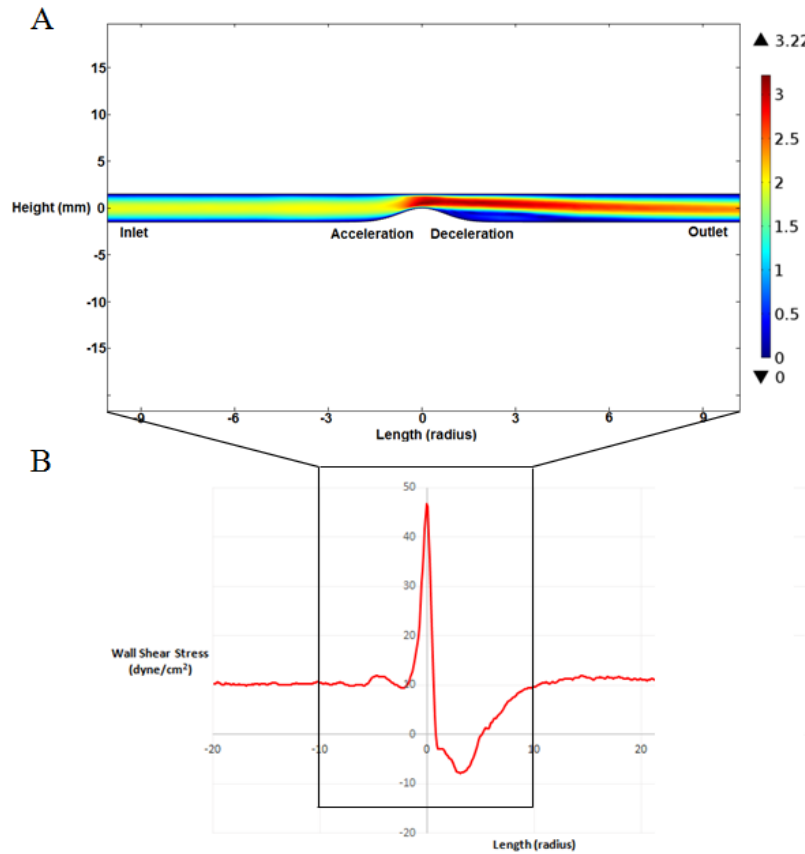 A
▲ 3.22
15
3
10
2.5
5
2
Height (mm) 0
1.5
Inlet Acceleration Deceleration Outlet
-5
1
-10
0.5
-15
0
▼ 0
-9 -6 -3 0 3 6 9
Length (radius)
B
50
40
30
20
Wall Shear Stress
(dyne/cm²)
10
0
-20 -10 0 10 20
-10
-20
Length (radius)